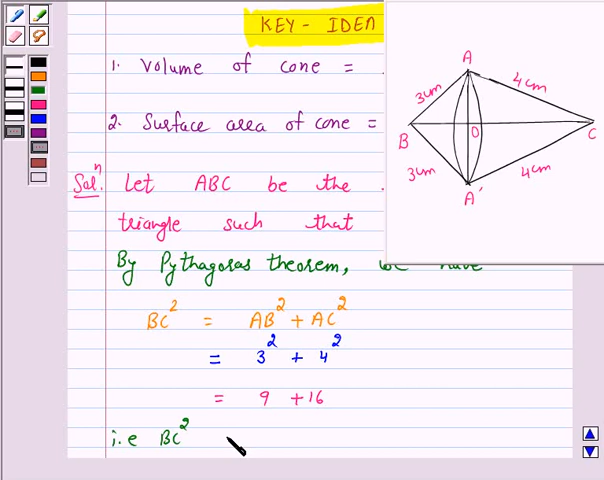 KEY - IDEA
1. Volume of cone =
2. Surface area of cone =
Solⁿ. Let ABC be the
triangle such that
By Pythagoras theorem, we have
BC² = AB² + AC²
= 3² + 4²
= 9 + 16
i.e BC²
A
3cm
4cm
B
O
C
3cm
4cm
A'